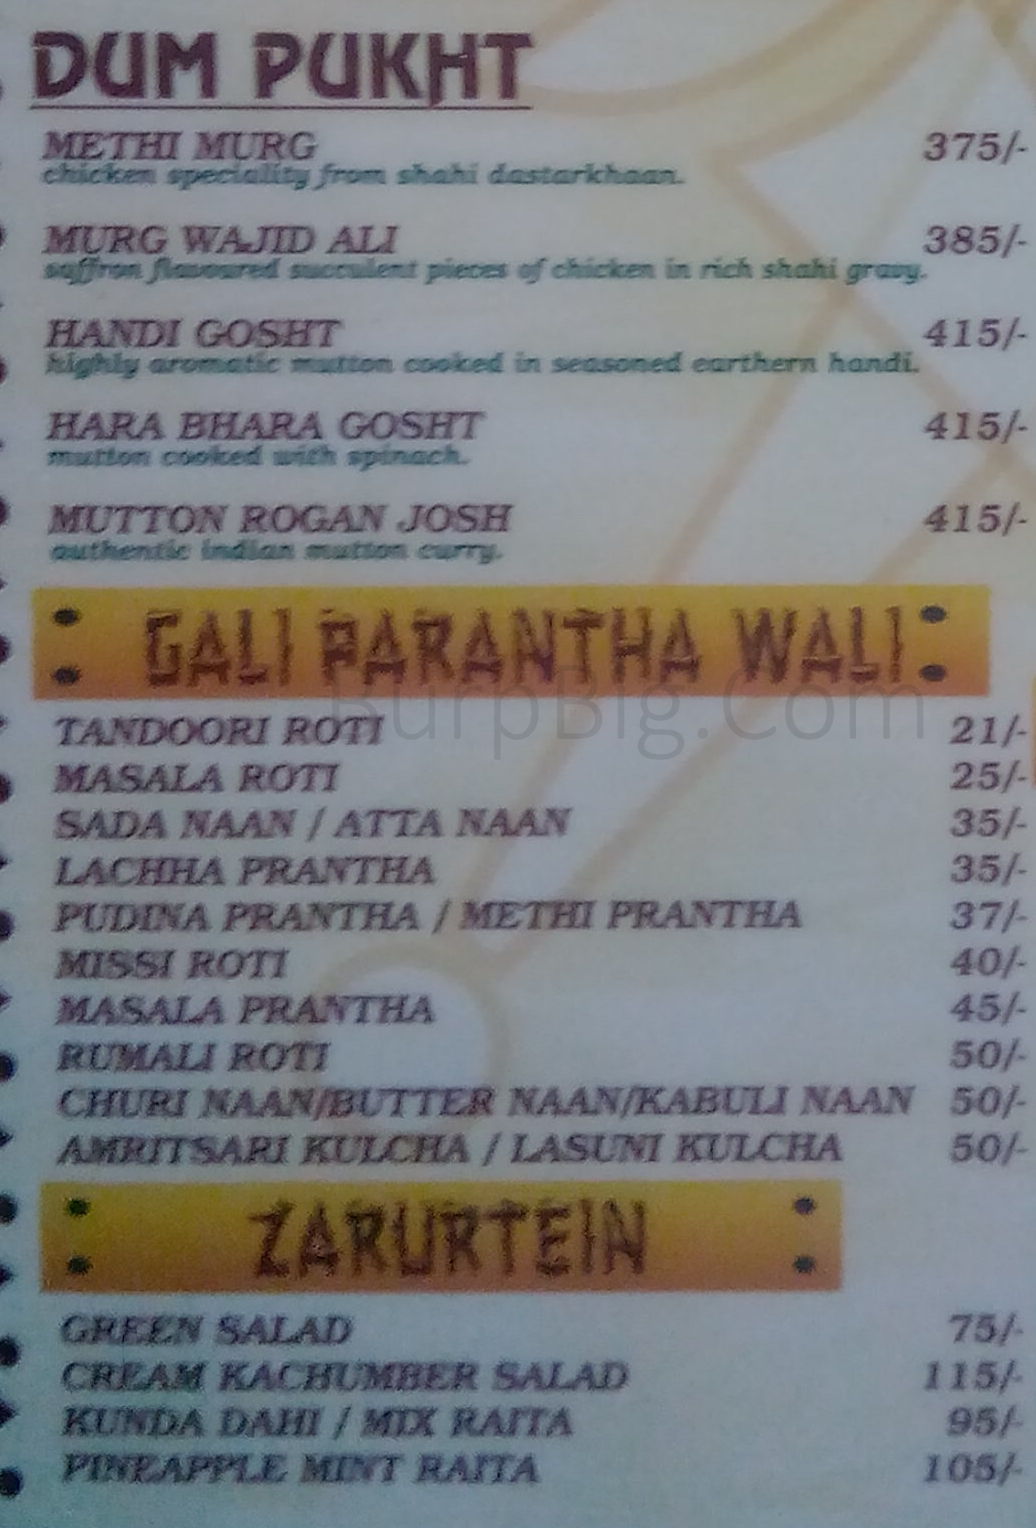 DUM PUKHT
METHI MURG 375/-
chicken speciality from shahi dastarkhaan.
MURG WAJID ALI 385/-
saffron flavoured succulent pieces of chicken in rich shahi gravy.
HANDI GOSHT 415/-
highly aromatic mutton cooked in seasoned earthern handi.
HARA BHARA GOSHT 415/-
mutton cooked with spinach.
MUTTON ROGAN JOSH 415/-
authentic indian mutton curry.
GALI PARANTHA WALI
BurpBig.Com
TANDOORI ROTI 21/-
MASALA ROTI 25/-
SADA NAAN / ATTA NAAN 35/-
LACHHA PRANTHA 35/-
PUDINA PRANTHA / METHI PRANTHA 37/-
MISSI ROTI 40/-
MASALA PRANTHA 45/-
RUMALI ROTI 50/-
CHURI NAAN/BUTTER NAAN/KABULI NAAN 50/-
AMRITSARI KULCHA / LASUNI KULCHA 50/-
ZARURTEIN
GREEN SALAD 75/-
CREAM KACHUMBER SALAD 115/-
KUNDA DAHI / MIX RAITA 95/-
PINEAPPLE MINT RAITA 105/-